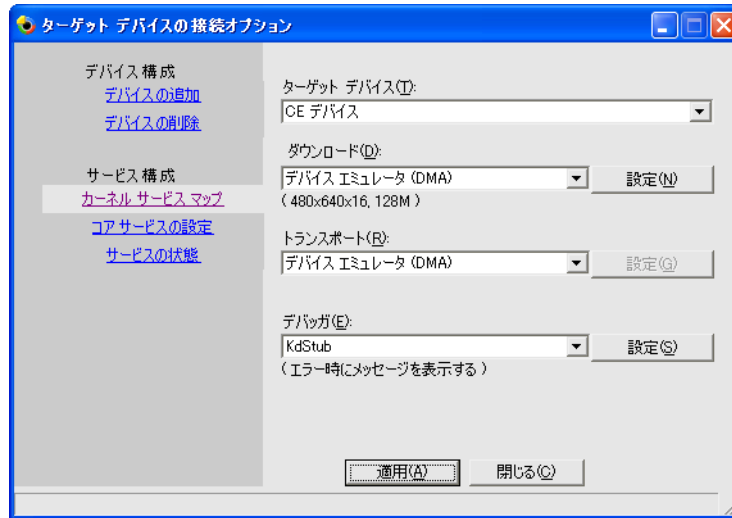 ターゲット デバイスの接続オプション
デバイス構成
デバイスの追加
デバイスの削除
サービス構成
カーネル サービス マップ
コア サービスの設定
サービスの状態
ターゲット デバイス(T):
CE デバイス
ダウンロード(D):
デバイス エミュレータ (DMA)
設定(N)
( 480x640x16, 128M )
トランスポート(R):
デバイス エミュレータ (DMA)
設定(G)
デバッガ(E):
KdStub
設定(S)
( エラー時にメッセージを表示する )
適用(A)
閉じる(C)